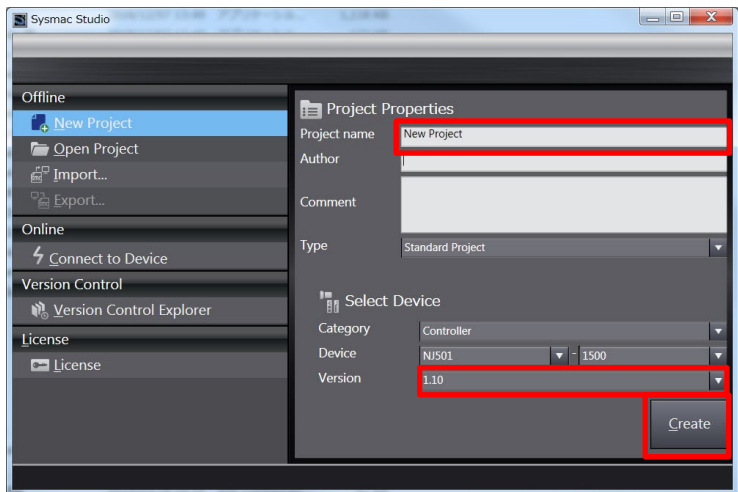 Sysmac Studio
Offline
New Project
Open Project
Import...
Export...
Online
Connect to Device
Version Control
Version Control Explorer
License
License
Project Properties
Project name New Project
Author
Comment
Type Standard Project
Select Device
Category Controller
Device NJ501 - 1500
Version 1.10
Create